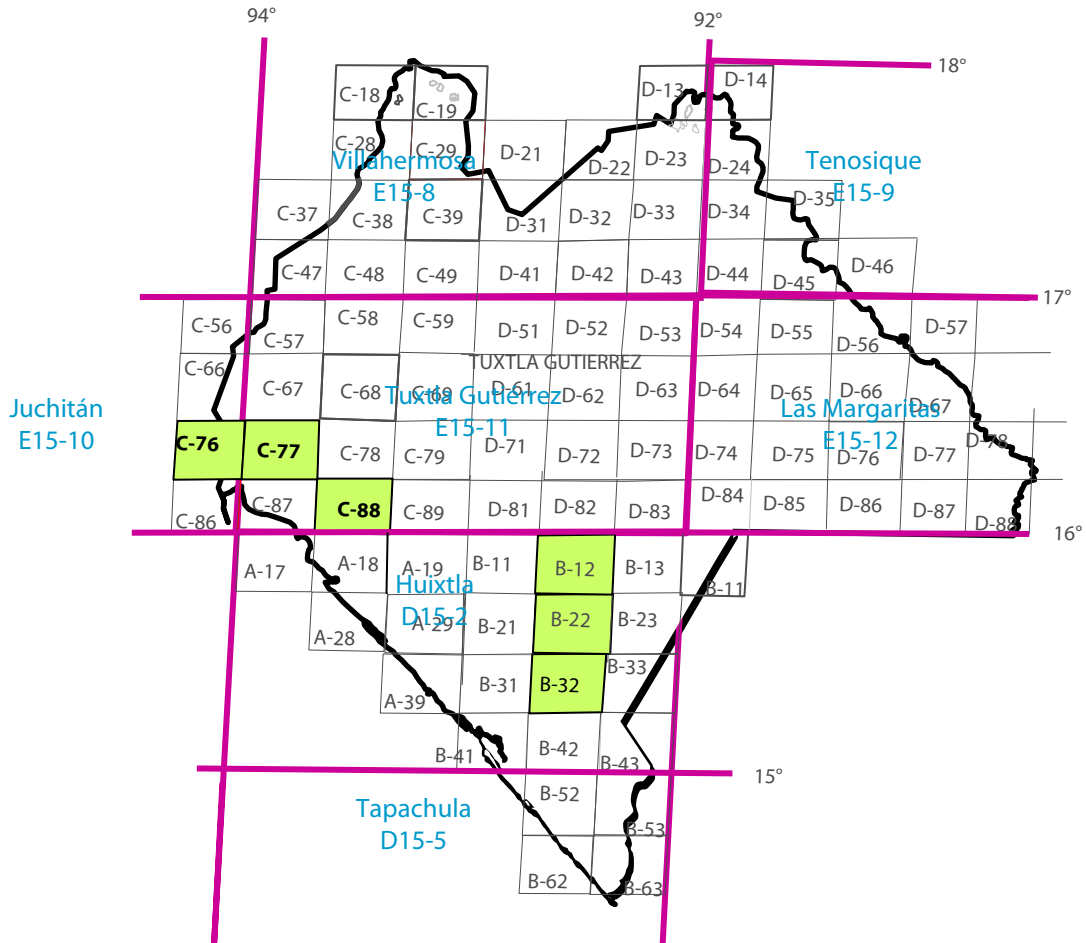 94°
92°
18°
C-18
C-19
D-13
D-14
C-28
C-29
D-21
D-22
D-23
D-24
Villahermosa
E15-8
Tenosique
E15-9
C-37
C-38
C-39
D-31
D-32
D-33
D-34
D-35
C-47
C-48
C-49
D-41
D-42
D-43
D-44
D-45
D-46
17°
C-56
C-57
C-58
C-59
D-51
D-52
D-53
D-54
D-55
D-56
D-57
TUXTLA GUTIERREZ
C-66
C-67
C-68
C-69
D-61
D-62
D-63
D-64
D-65
D-66
D-67
Juchitán
E15-10
Tuxtla Gutiérrez
E15-11
Las Margaritas
E15-12
C-76
C-77
C-78
C-79
D-71
D-72
D-73
D-74
D-75
D-76
D-77
D-78
C-86
C-87
C-88
C-89
D-81
D-82
D-83
D-84
D-85
D-86
D-87
D-88
16°
A-17
A-18
A-19
B-11
B-12
B-13
B-11
Huixtla
D15-2
A-28
A-29
B-21
B-22
B-23
A-39
B-31
B-32
B-33
B-41
B-42
B-43
15°
Tapachula
D15-5
B-52
B-53
B-62
B-63